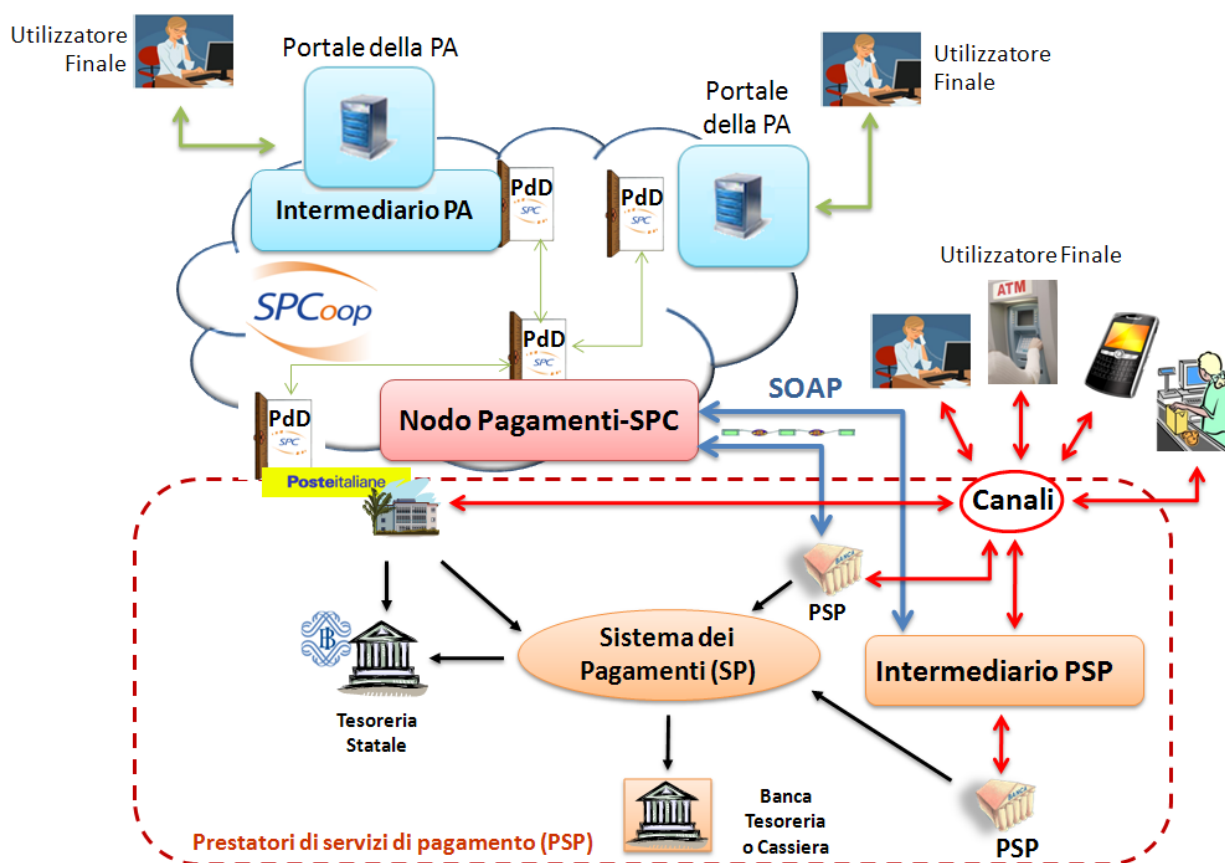 Utilizzatore
Finale
Portale della PA
Utilizzatore
Finale
Portale
della PA
PdD
SPC
PdD
SPC
Intermediario PA
SPCoop
Utilizzatore Finale
ATM
PdD
SPC
SOAP
PdD
SPC
Nodo Pagamenti-SPC
Posteitaliane
Canali
BANCA
PSP
Sistema dei
Pagamenti (SP)
Intermediario PSP
Tesoreria
Statale
BANCA
Banca
Tesoreria
o Cassiera
PSP
Prestatori di servizi di pagamento (PSP)